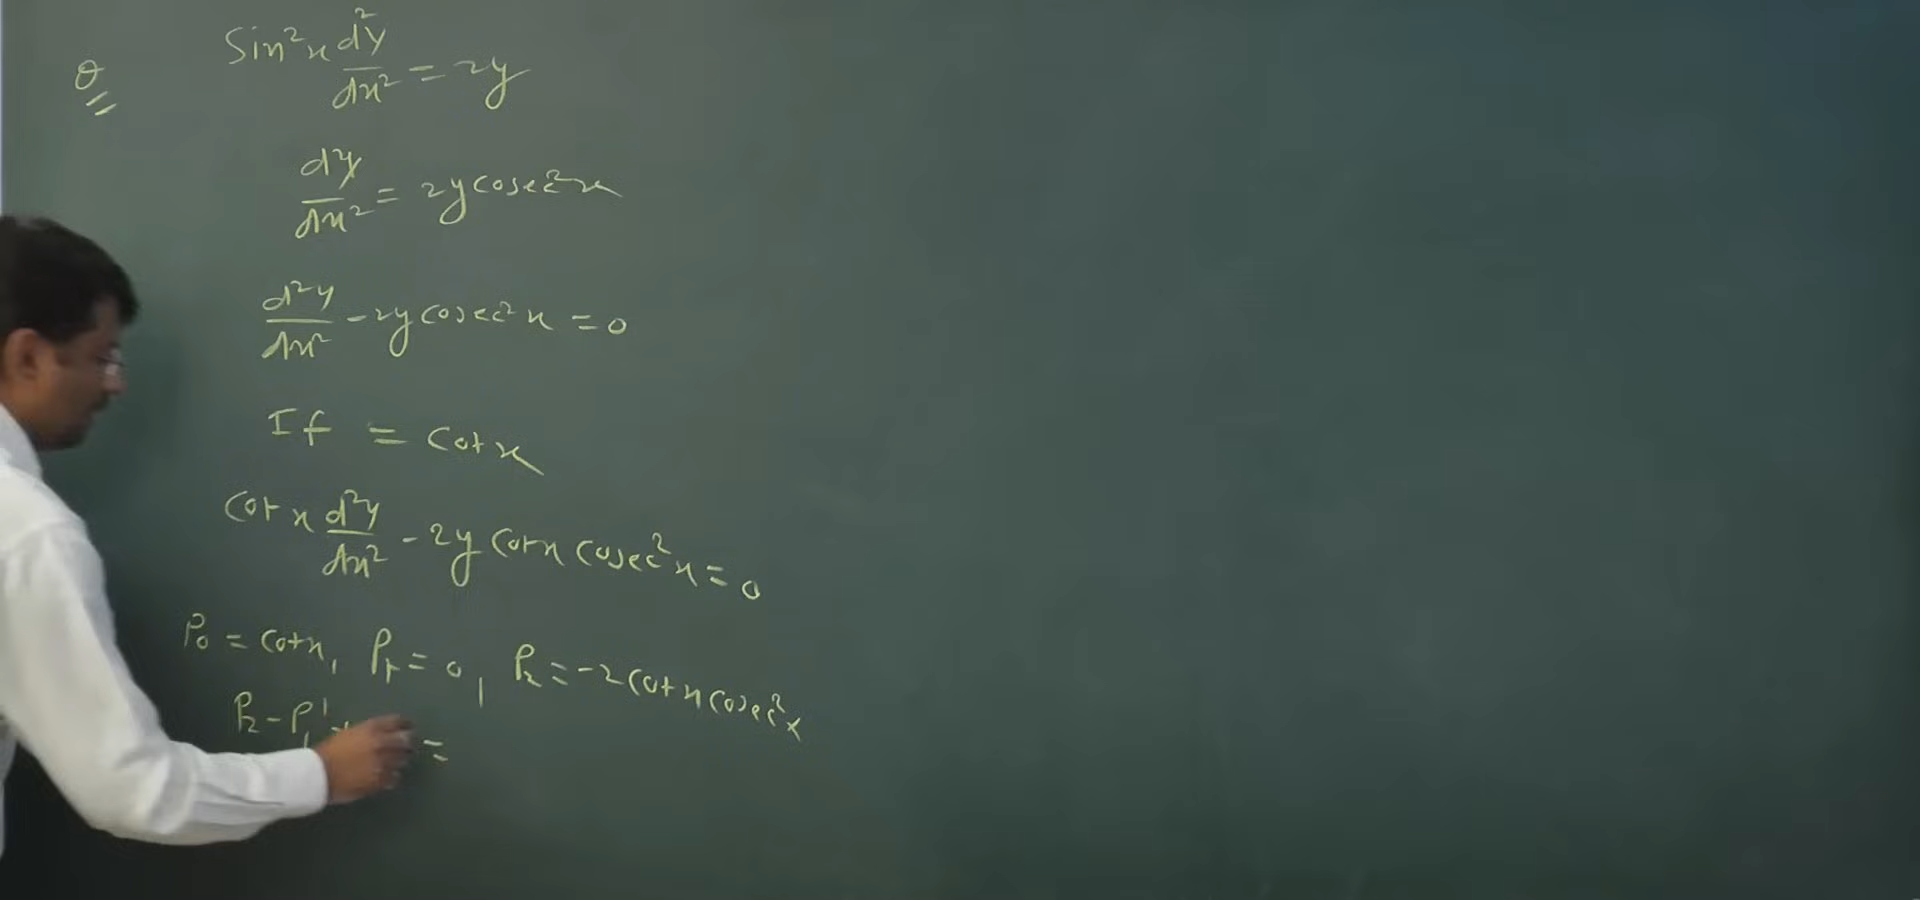 Q Sin²x d²y/dx² = 2y
d²y/dx² = 2y cosec²x
d²y/dx² - 2y cosec²x = 0
If = Cot x
Cot x d²y/dx² - 2y Cot x Cosec²x = 0
P₀ = Cot x, P₁ = 0, P₂ = -2 Cot x Cosec²x
P₂ - P₁' + =